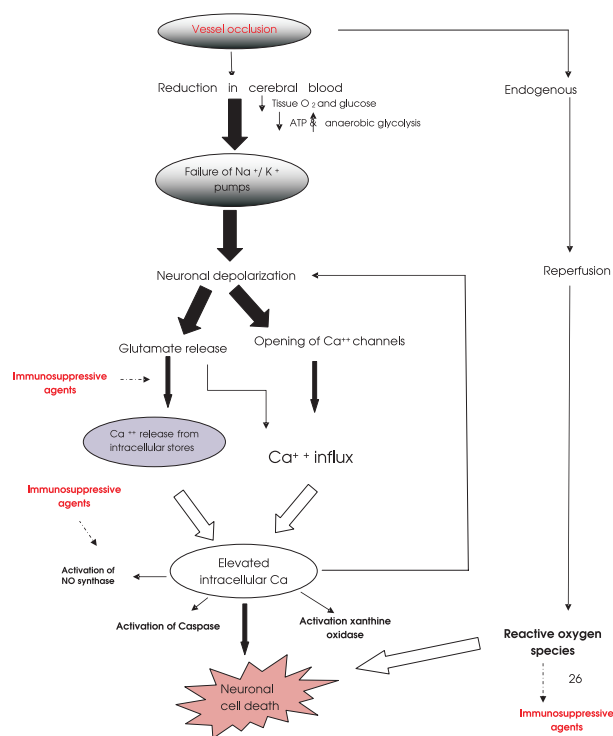 Vessel occlusion
Reduction in cerebral blood
Tissue O2 and glucose
ATP & anaerobic glycolysis
Endogenous
Failure of Na+/ K+
pumps
Reperfusion
Neuronal depolarization
Glutamate release
Opening of Ca++ channels
Immunosuppressive
agents
Ca++ release from
intracellular stores
Ca+ + influx
Immunosuppressive
agents
Activation of
NO synthase
Elevated
intracellular Ca
Activation of Caspase
Activation xanthine
oxidase
Reactive oxygen
species
26
Neuronal
cell death
Immunosuppressive
agents